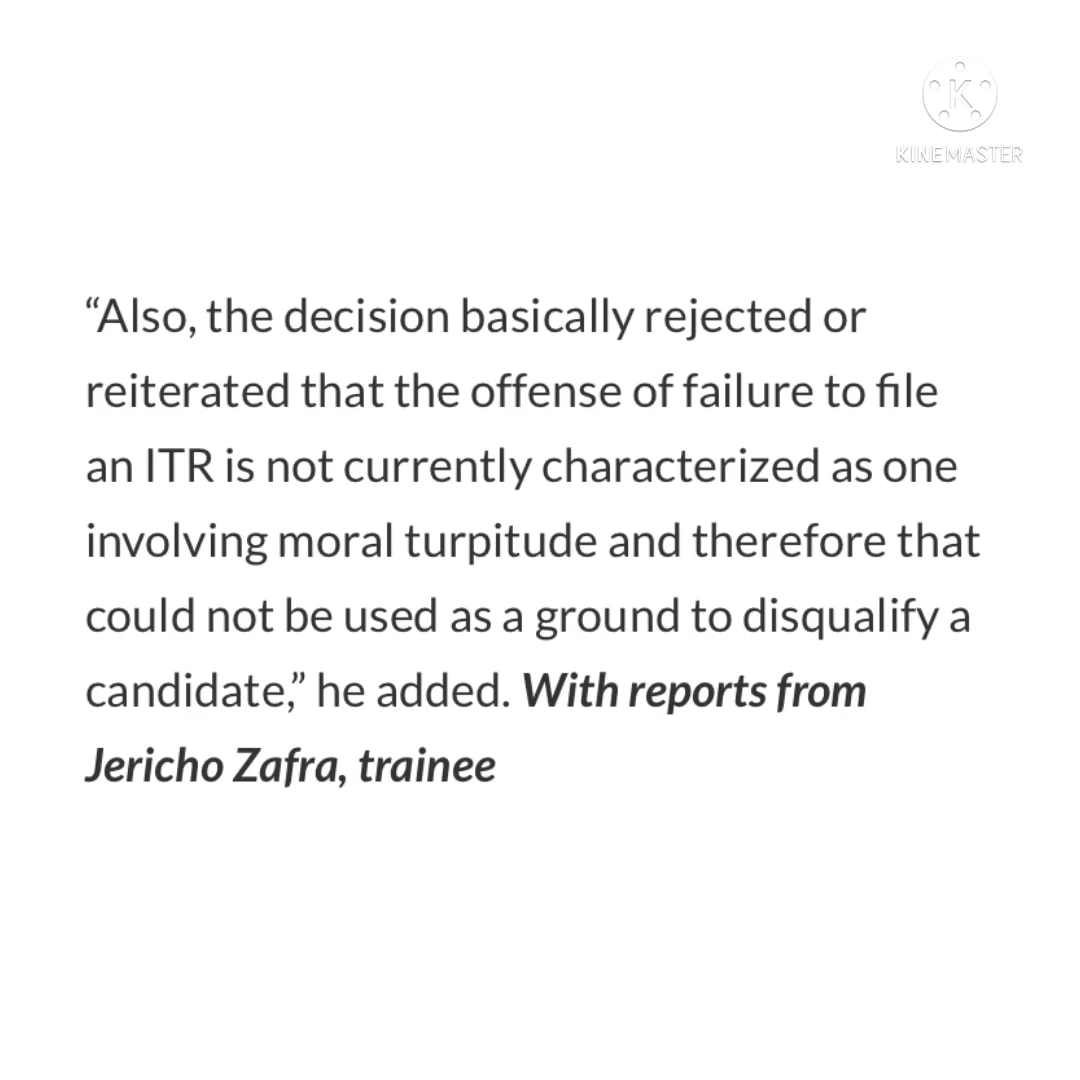 KINEMASTER
“Also, the decision basically rejected or
reiterated that the offense of failure to file
an ITR is not currently characterized as one
involving moral turpitude and therefore that
could not be used as a ground to disqualify a
candidate,” he added. With reports from
Jericho Zafra, trainee